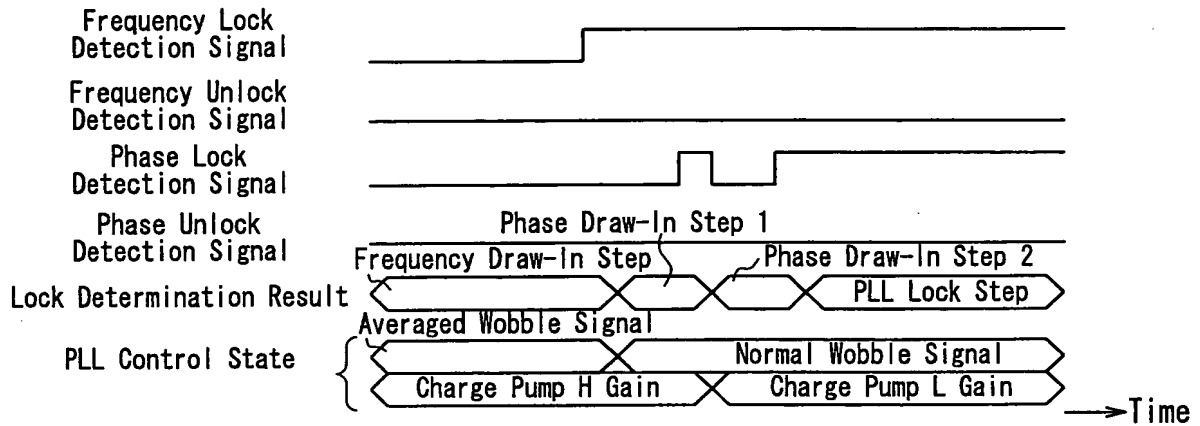 Frequency Lock
Detection Signal
Frequency Unlock
Detection Signal
Phase Lock
Detection Signal
Phase Unlock
Detection Signal
Phase Draw-In Step 1
Frequency Draw-In Step
Phase Draw-In Step 2
Lock Determination Result
PLL Lock Step
Averaged Wobble Signal
PLL Control State
Normal Wobble Signal
Charge Pump H Gain
Charge Pump L Gain
Time